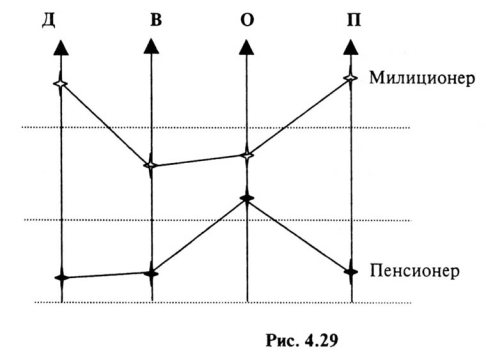 Д В О П
Милиционер
Пенсионер
Рис. 4.29